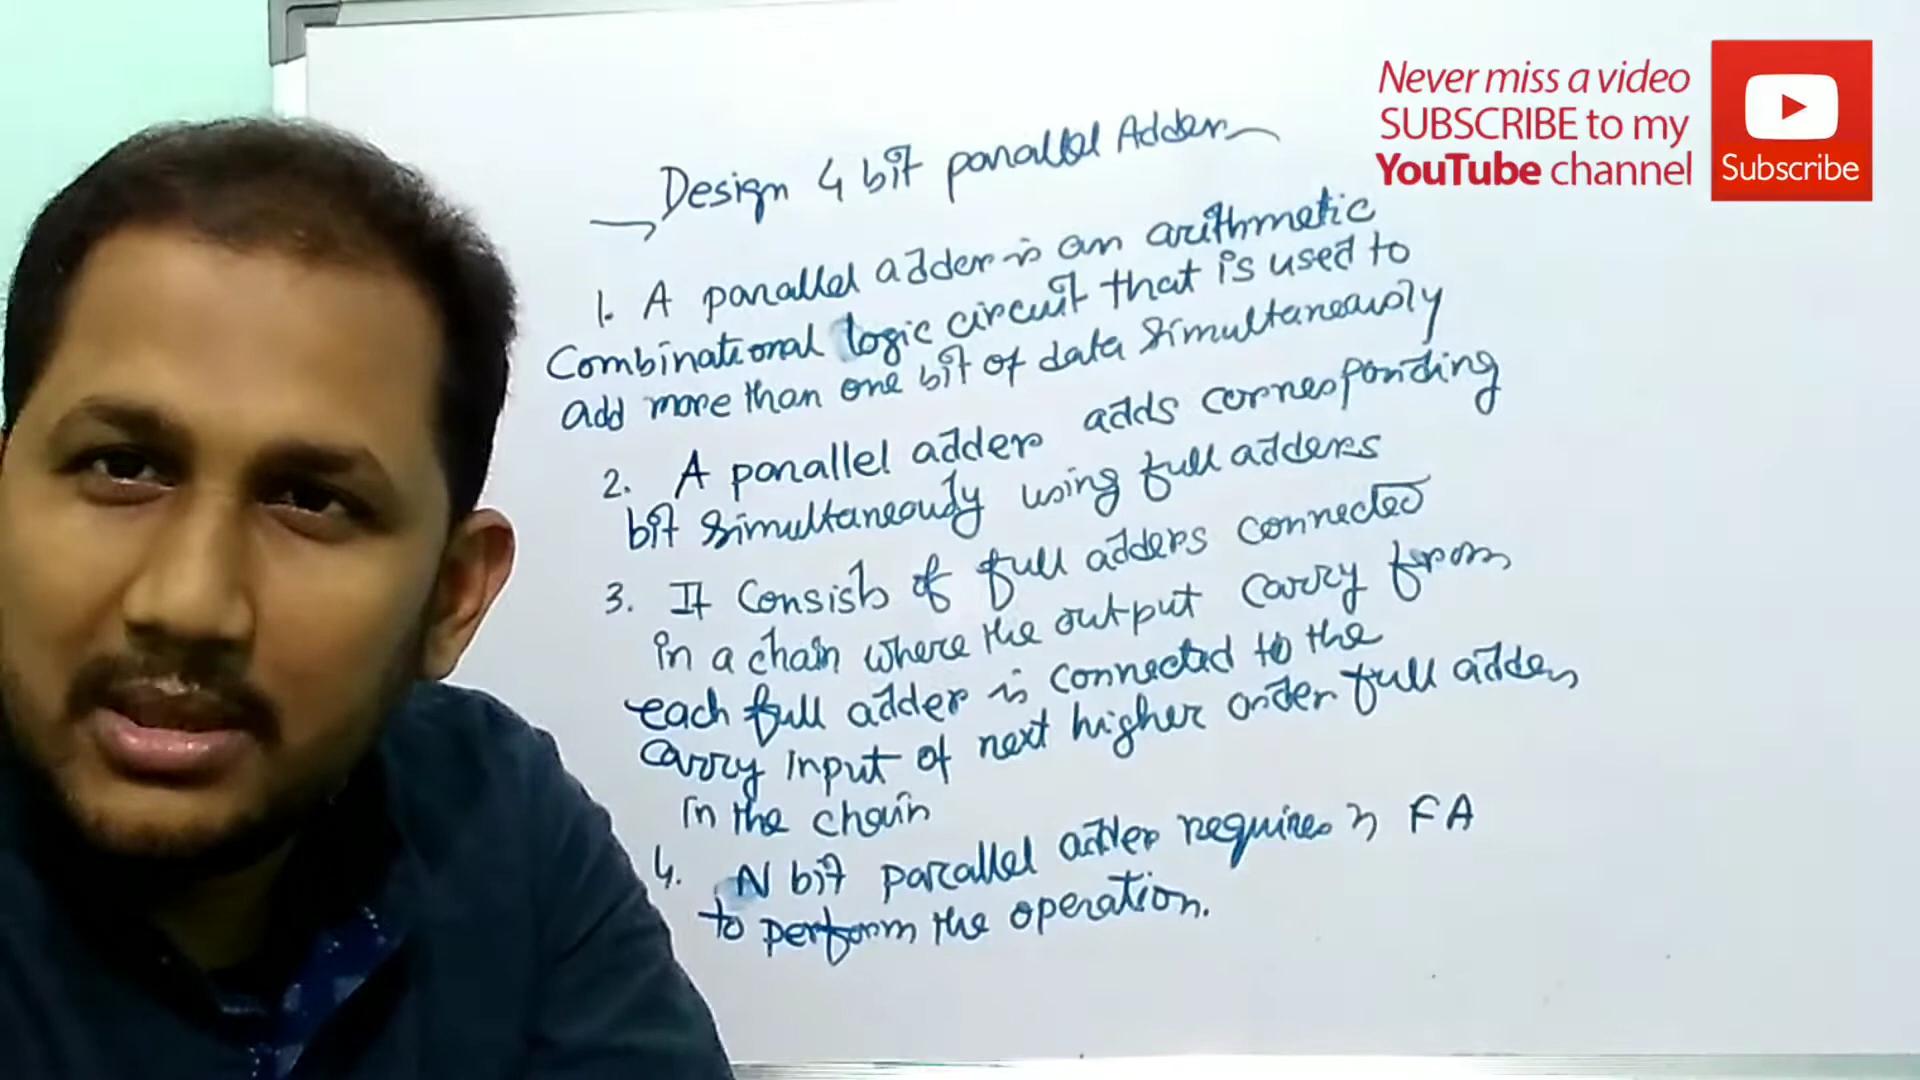 Never miss a video
SUBSCRIBE to my
YouTube channel
Subscribe
Design 4 bit parallel Adder
1. A parallel adder is an arithmetic
Combinational logic circuit that is used to
add more than one bit of data simultaneously
2. A parallel adder adds corresponding
bit simultaneously using full adders
3. It Consists of full adders connected
in a chain where the output carry from
each full adder is connected to the
carry input of next higher order full adder
in the chain
4. N bit parallel adder requires n FA
to perform the operation.